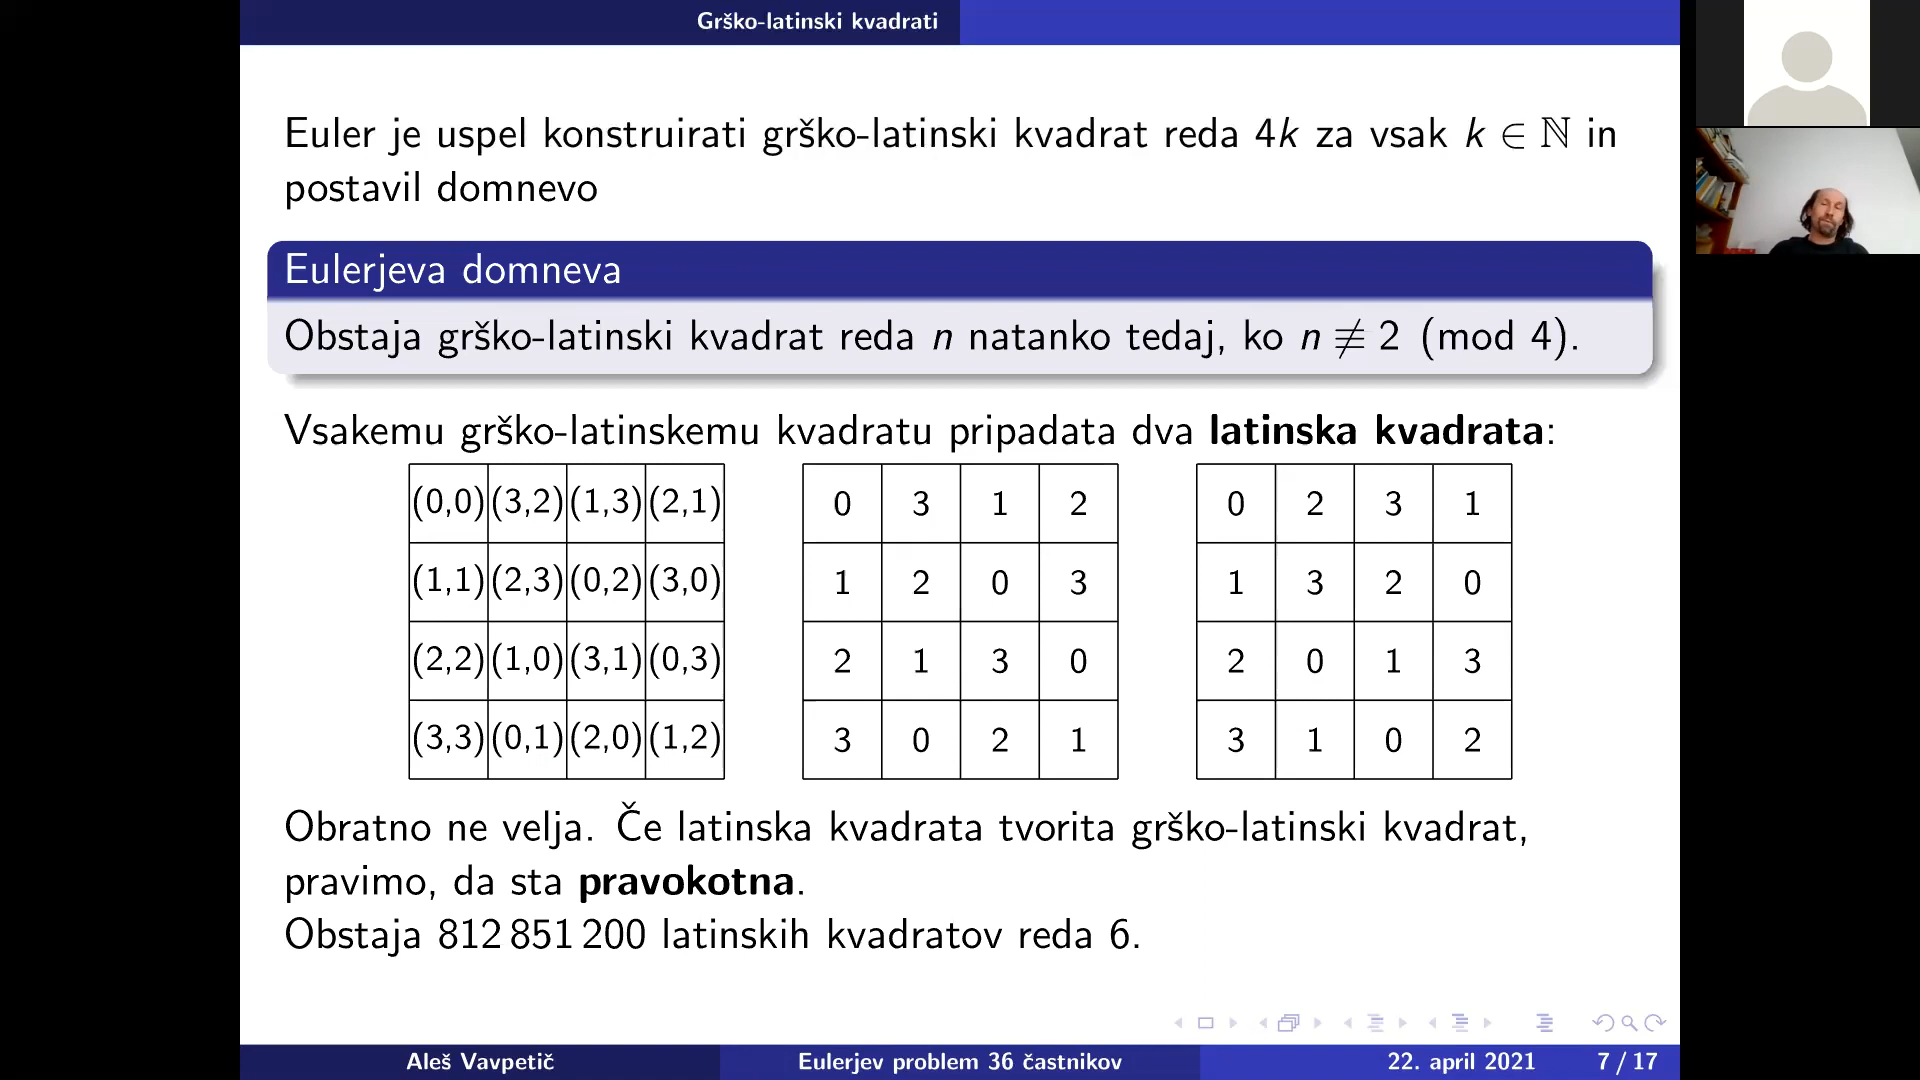 Grško-latinski kvadrati
Euler je uspel konstruirati grško-latinski kvadrat reda 4k za vsak k ∈ ℕ in
postavil domnevo
Eulerjeva domneva
Obstaja grško-latinski kvadrat reda n natanko tedaj, ko n ≢ 2 (mod 4).
Vsakemu grško-latinskemu kvadratu pripadata dva latinska kvadrata:
(0,0) (3,2) (1,3) (2,1) 0 3 1 2 0 2 3 1
(1,1) (2,3) (0,2) (3,0) 1 2 0 3 1 3 2 0
(2,2) (1,0) (3,1) (0,3) 2 1 3 0 2 0 1 3
(3,3) (0,1) (2,0) (1,2) 3 0 2 1 3 1 0 2
Obratno ne velja. Če latinska kvadrata tvorita grško-latinski kvadrat,
pravimo, da sta pravokotna.
Obstaja 812 851 200 latinskih kvadratov reda 6.
Aleš Vavpetič Eulerjev problem 36 častnikov 22. april 2021 7 / 17